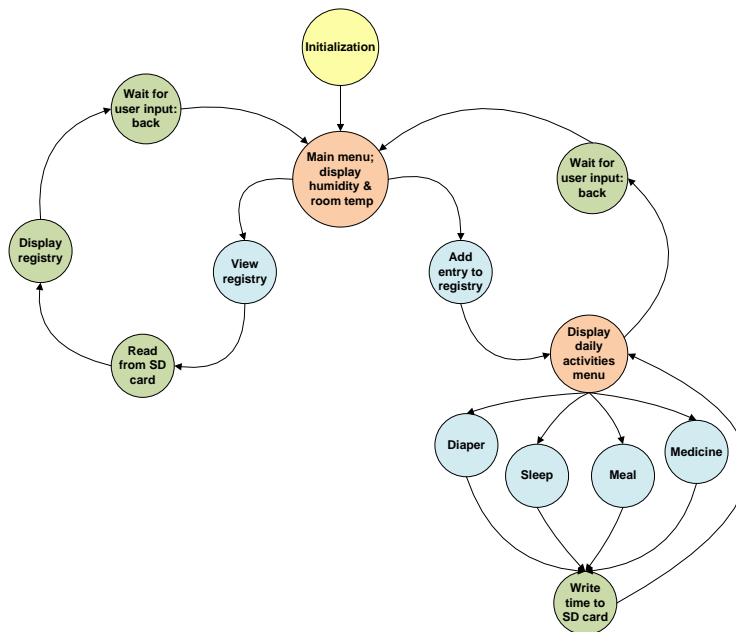 Initialization
Wait for
user input:
back
Main menu;
display
humidity &
room temp
Wait for
user input:
back
Display
registry
View
registry
Add
entry to
registry
Read
from SD
card
Display
daily
activities
menu
Diaper
Sleep
Meal
Medicine
Write
time to
SD card